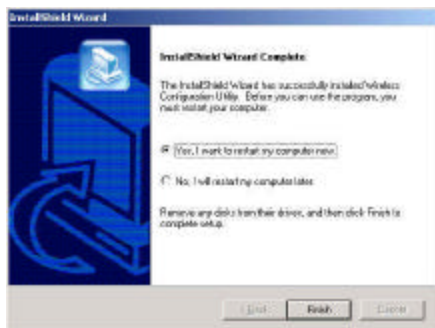 InstallShield Wizard
InstallShield Wizard Complete
The InstallShield Wizard has successfully installed Wireless
Configuration Utility. Before you can use the program, you
must restart your computer.
Yes, I want to restart my computer now.
No, I will restart my computer later.
Remove any disks from their drives, and then click Finish to
complete setup.
< Back
Finish
Cancel